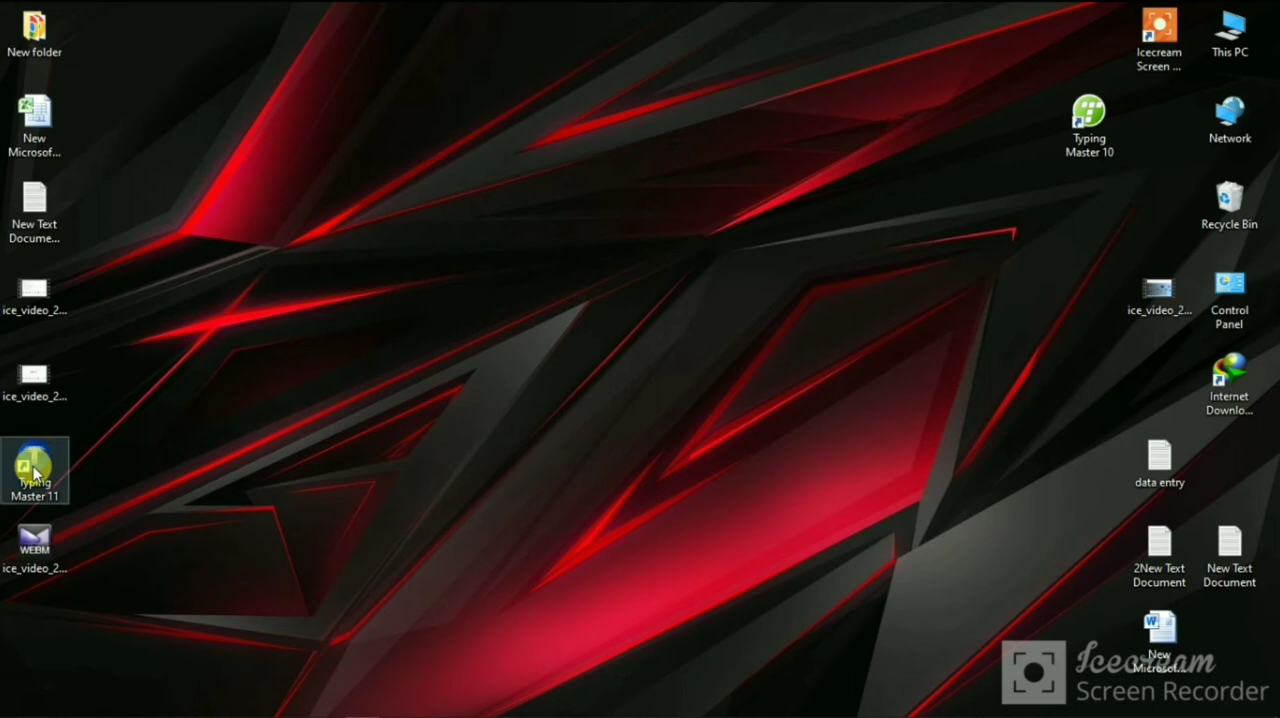 New folder
New
Microsof...
New Text
Docume...
ice_video_2...
ice_video_2...
Typing
Master 11
WEBM
ice_video_2...
Icecream
Screen ...
This PC
Typing
Master 10
Network
Recycle Bin
ice_video_2...
Control
Panel
Internet
Downlo...
data entry
2New Text
Document
New Text
Document
New
Microsof...
Icecream
Screen Recorder